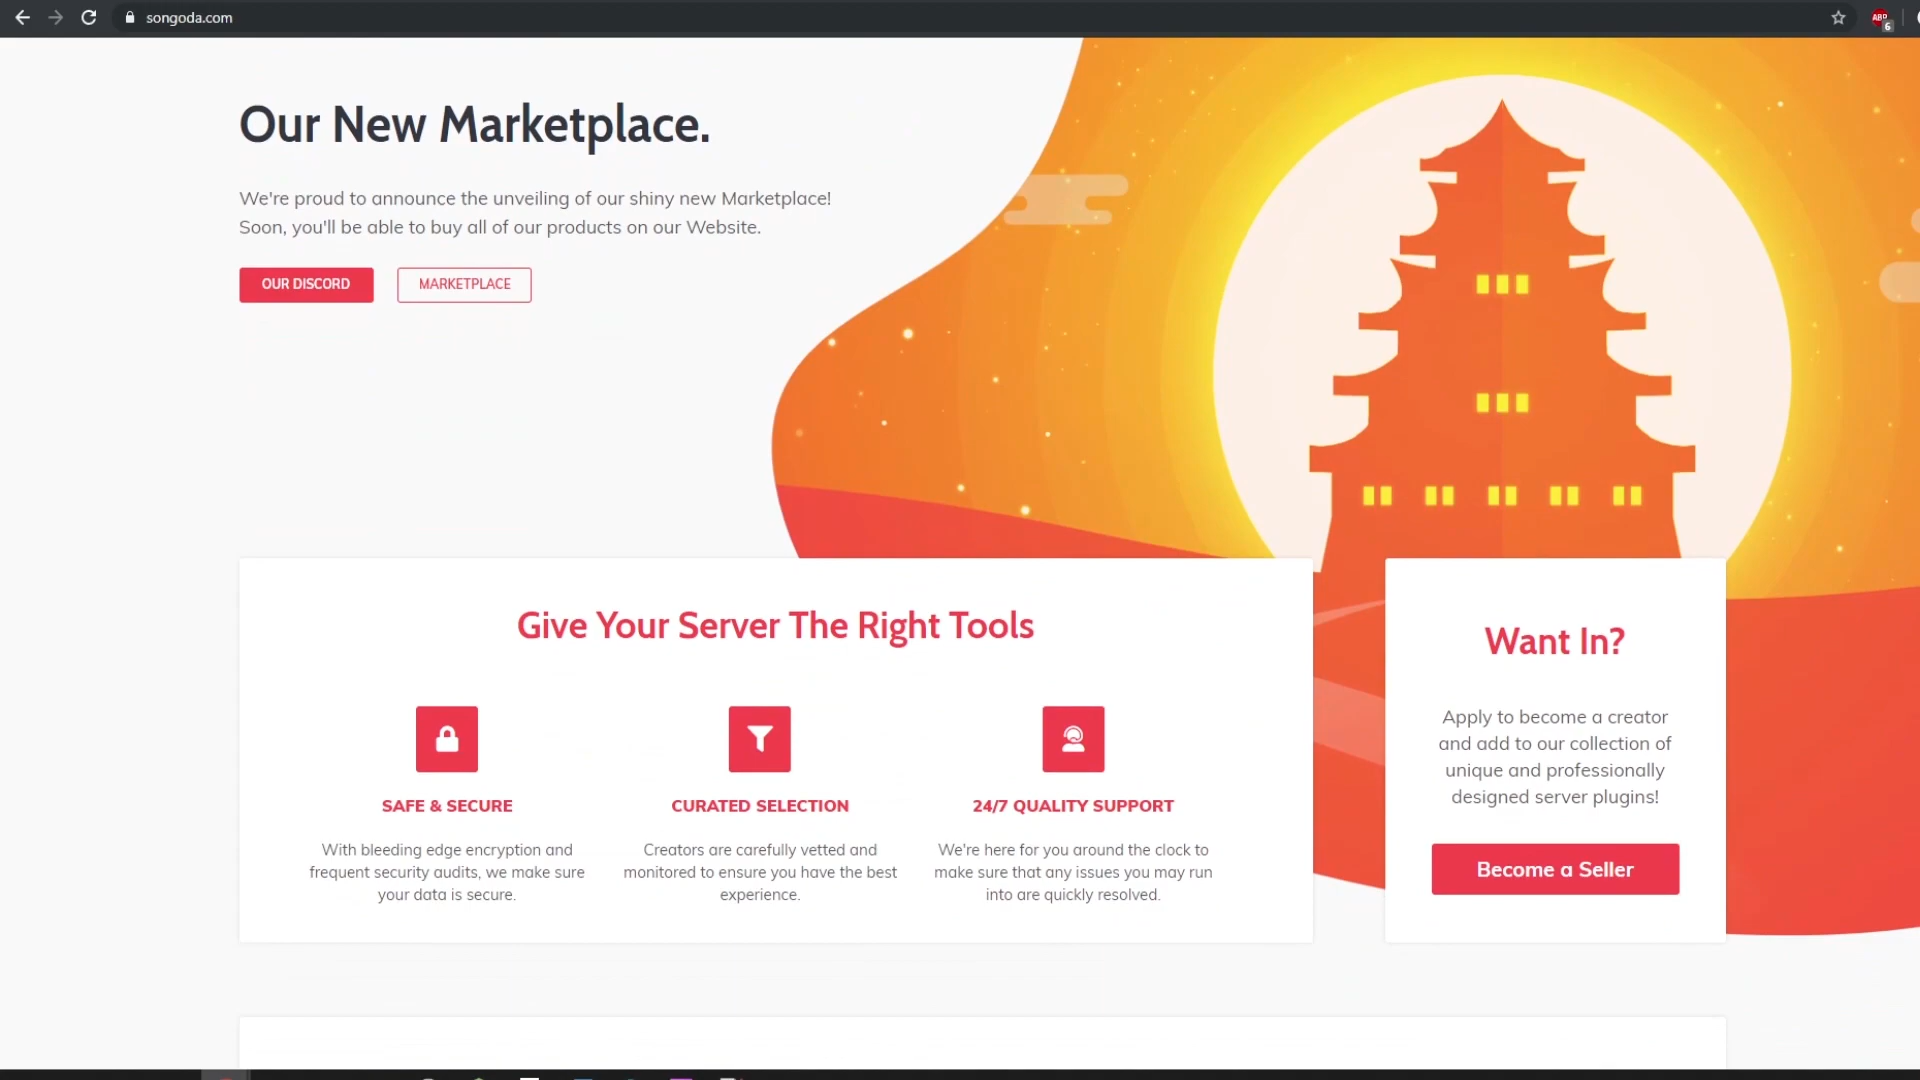 songoda.com
ABP
6
Our New Marketplace.
We're proud to announce the unveiling of our shiny new Marketplace!
Soon, you'll be able to buy all of our products on our Website.
OUR DISCORD
MARKETPLACE
Give Your Server The Right Tools
SAFE & SECURE
With bleeding edge encryption and
frequent security audits, we make sure
your data is secure.
CURATED SELECTION
Creators are carefully vetted and
monitored to ensure you have the best
experience.
24/7 QUALITY SUPPORT
We're here for you around the clock to
make sure that any issues you may run
into are quickly resolved.
Want In?
Apply to become a creator
and add to our collection of
unique and professionally
designed server plugins!
Become a Seller